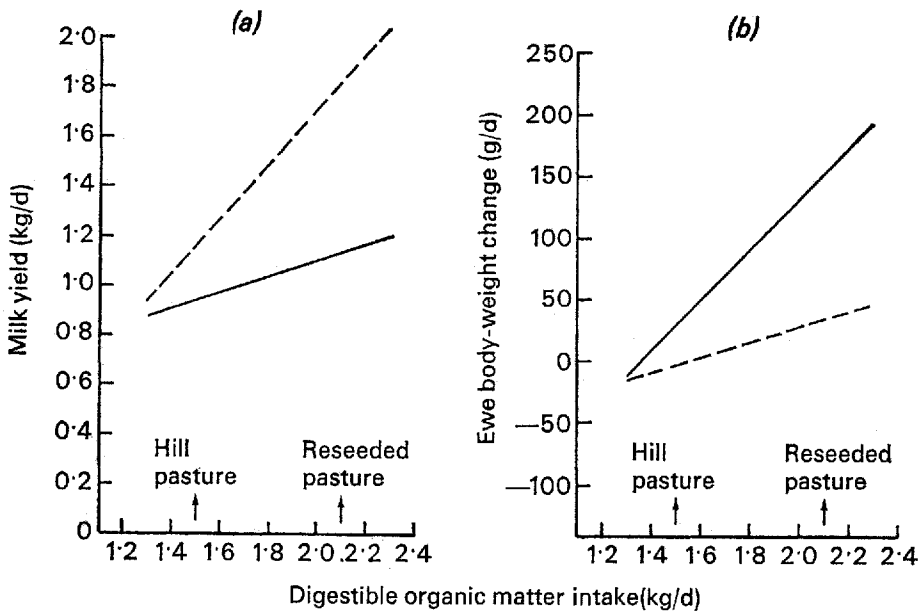 (a)
Milk yield (kg/d)
2·0
1·8
1·6
1·4
1·2
1·0
0·8
0·6
0·4
0·2
0
Hill
pasture
Reseeded
pasture
1·2 1·4 1·6 1·8 2·0 2·2 2·4
(b)
Ewe body-weight change (g/d)
250
200
150
100
50
0
—50
—100
Hill
pasture
Reseeded
pasture
1·2 1·4 1·6 1·8 2·0 2·2 2·4
Digestible organic matter intake(kg/d)